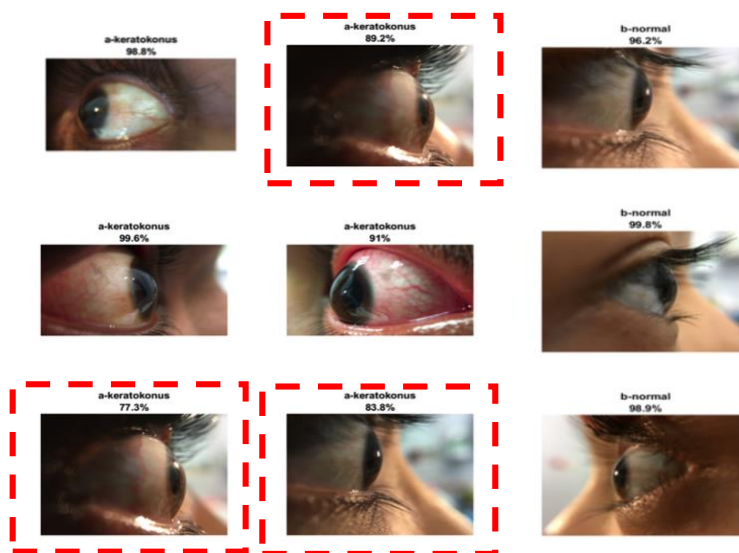 a-keratokonus
98.8%
a-keratokonus
89.2%
b-normal
96.2%
a-keratokonus
99.6%
a-keratokonus
91%
b-normal
99.8%
a-keratokonus
77.3%
a-keratokonus
83.8%
b-normal
98.9%